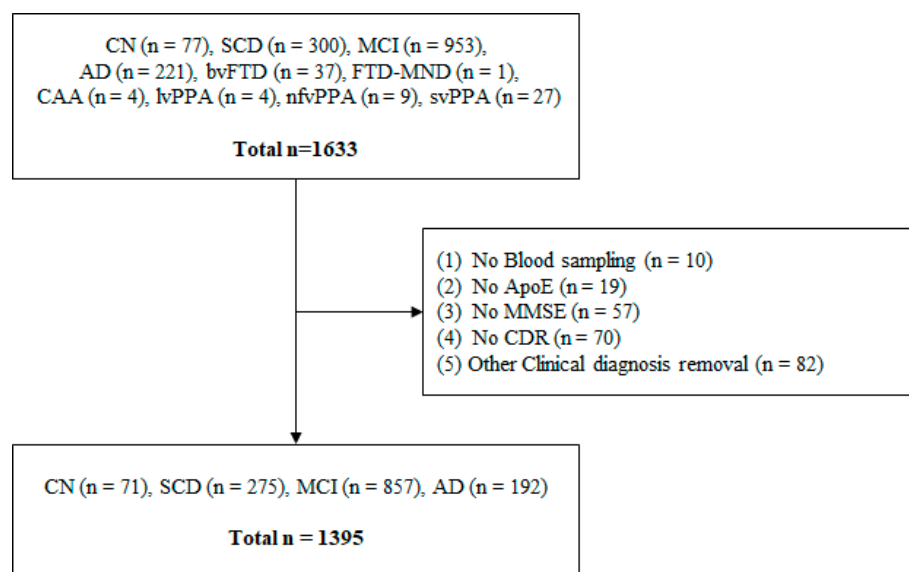 CN (n = 77), SCD (n = 300), MCI (n = 953),
AD (n = 221), bvFTD (n = 37), FTD-MND (n = 1),
CAA (n = 4), lvPPA (n = 4), nfvPPA (n = 9), svPPA (n = 27)
Total n=1633
(1) No Blood sampling (n = 10)
(2) No ApoE (n = 19)
(3) No MMSE (n = 57)
(4) No CDR (n = 70)
(5) Other Clinical diagnosis removal (n = 82)
CN (n = 71), SCD (n = 275), MCI (n = 857), AD (n = 192)
Total n = 1395